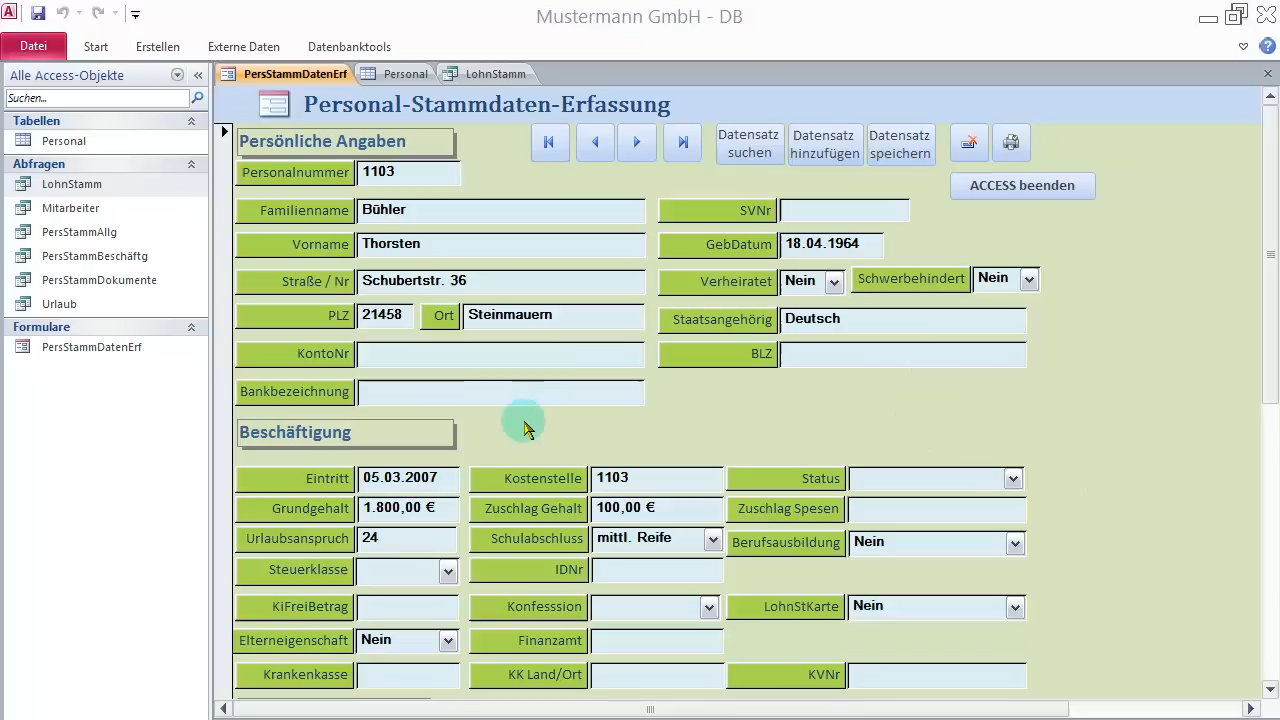 Mustermann GmbH - DB
Datei Start Erstellen Externe Daten Datenbanktools
Alle Access-Objekte
Suchen...
Tabellen
Personal
Abfragen
LohnStamm
Mitarbeiter
PersStammAllg
PersStammBeschäftg
PersStammDokumente
Urlaub
Formulare
PersStammDatenErf
PersStammDatenErf Personal LohnStamm
Personal-Stammdaten-Erfassung
Persönliche Angaben
Datensatz suchen
Datensatz hinzufügen
Datensatz speichern
ACCESS beenden
Personalnummer 1103
Familienname Bühler SVNr
Vorname Thorsten GebDatum 18.04.1964
Straße / Nr Schubertstr. 36 Verheiratet Nein Schwerbehindert Nein
PLZ 21458 Ort Steinmauern Staatsangehörig Deutsch
KontoNr BLZ
Bankbezeichnung
Beschäftigung
Eintritt 05.03.2007 Kostenstelle 1103 Status
Grundgehalt 1.800,00 € Zuschlag Gehalt 100,00 € Zuschlag Spesen
Urlaubsanspruch 24 Schulabschluss mittl. Reife Berufsausbildung Nein
Steuerklasse IDNr
KiFreiBetrag Konfesssion LohnStKarte Nein
Elterneigenschaft Nein Finanzamt
Krankenkasse KK Land/Ort KVNr